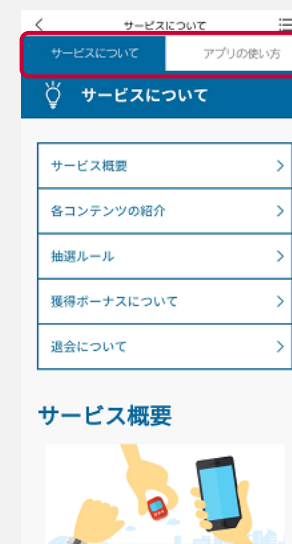 サービスについて
サービスについて アプリの使い方
サービスについて
サービス概要
各コンテンツの紹介
抽選ルール
獲得ボーナスについて
退会について
サービス概要